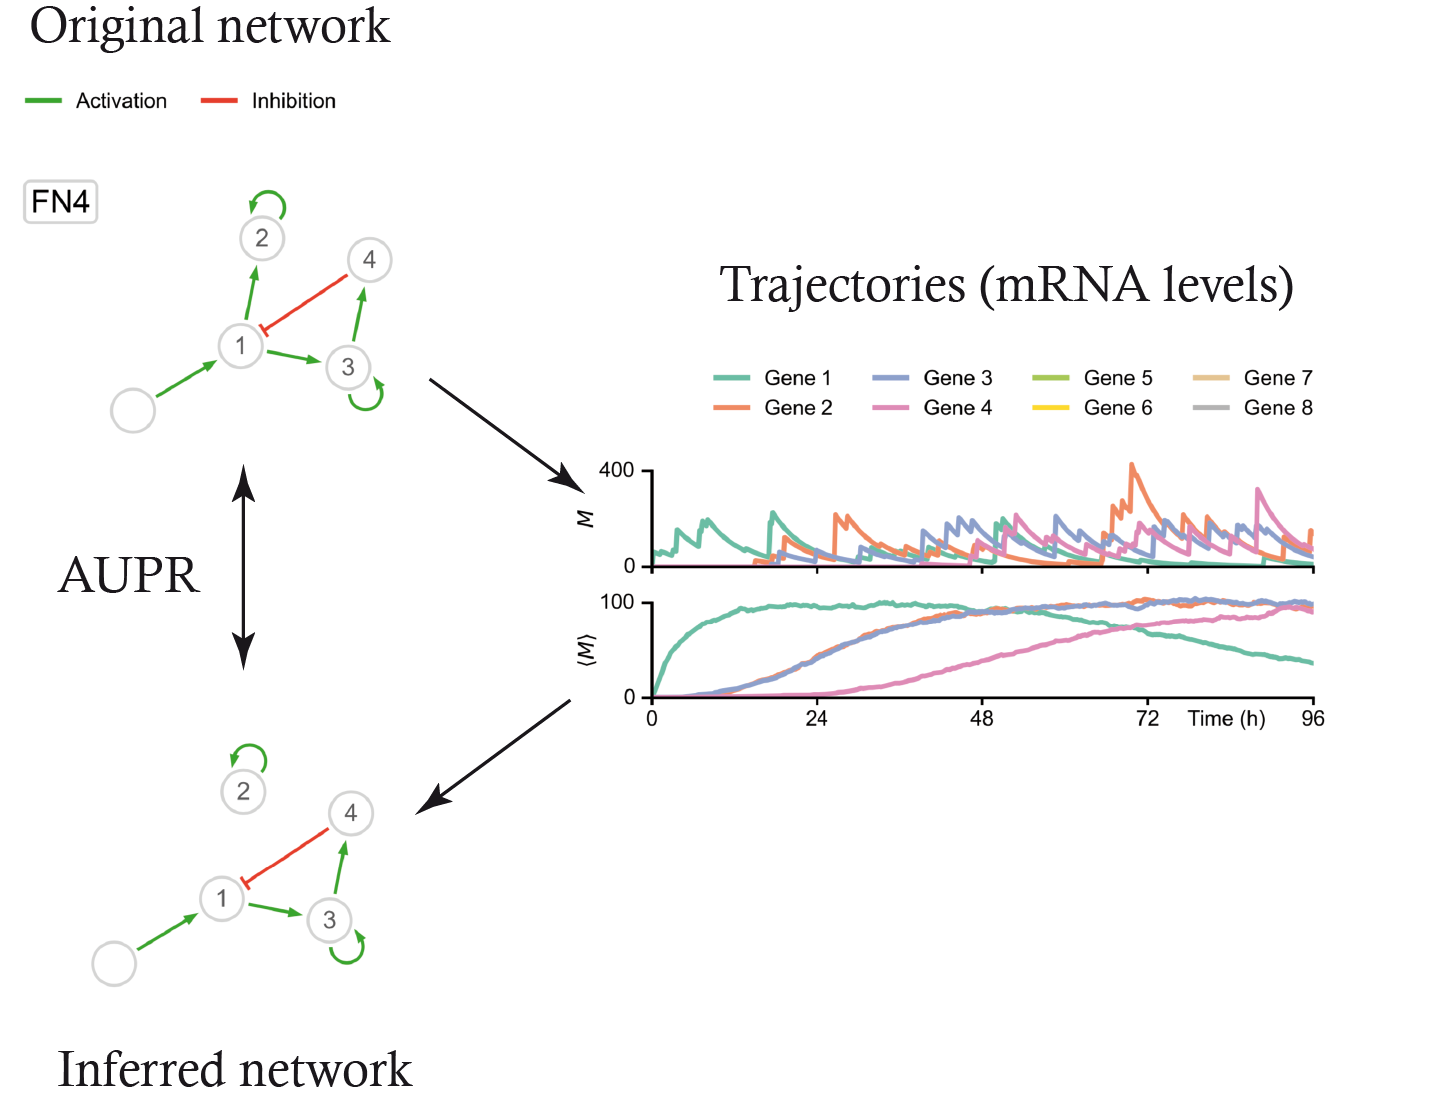 Original network
Activation Inhibition
FN4
2
4
1
3
Trajectories (mRNA levels)
Gene 1 Gene 3 Gene 5 Gene 7
Gene 2 Gene 4 Gene 6 Gene 8
400
M
0
100
⟨M⟩
0
0 24 48 72 Time (h) 96
AUPR
2
4
1
3
Inferred network